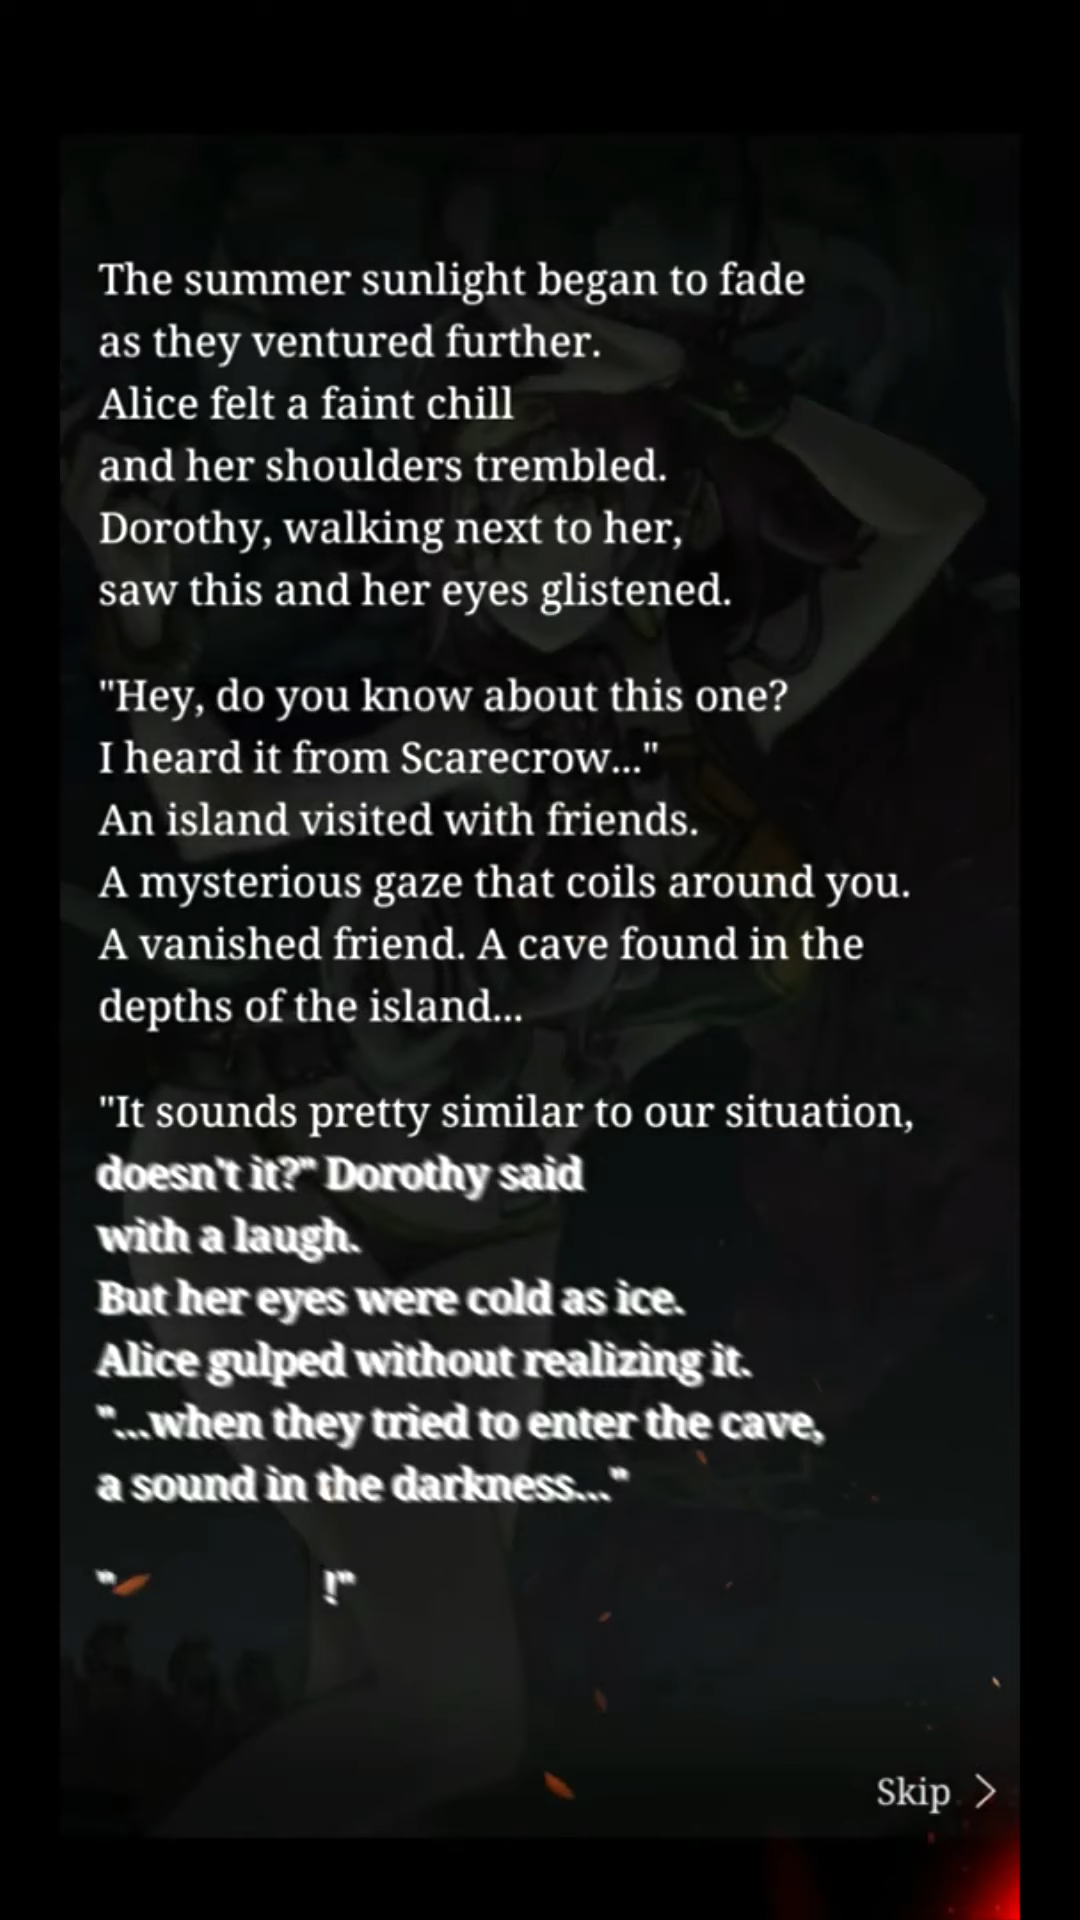 The summer sunlight began to fade
as they ventured further.
Alice felt a faint chill
and her shoulders trembled.
Dorothy, walking next to her,
saw this and her eyes glistened.
"Hey, do you know about this one?
I heard it from Scarecrow..."
An island visited with friends.
A mysterious gaze that coils around you.
A vanished friend. A cave found in the
depths of the island...
"It sounds pretty similar to our situation,
doesn't it?" Dorothy said
with a laugh.
But her eyes were cold as ice.
Alice gulped without realizing it.
"...when they tried to enter the cave,
a sound in the darkness..."
" !"
Skip >